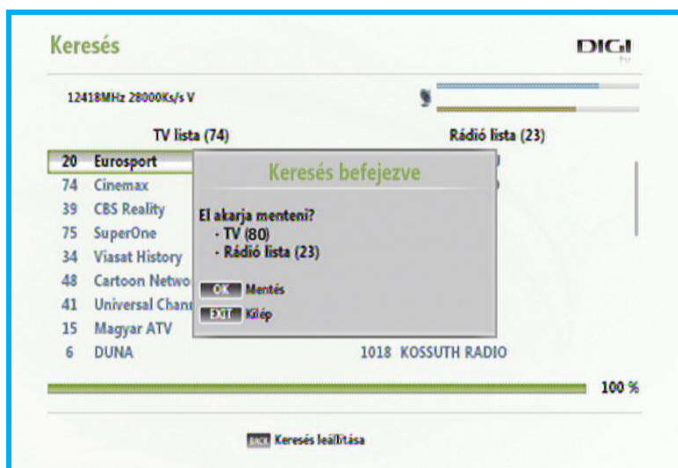 Keresés
DIGI
tv
12418MHz 28000Ks/s V
TV lista (74)
Rádió lista (23)
20 Eurosport
74 Cinemax
39 CBS Reality
75 SuperOne
34 Viasat History
48 Cartoon Netwo
41 Universal Chann
15 Magyar ATV
6 DUNA
Keresés befejezve
El akarja menteni?
- TV (80)
- Rádió lista (23)
OK Mentés
EXIT Kilép
1018 KOSSUTH RADIO
100 %
BACK Keresés leállítása